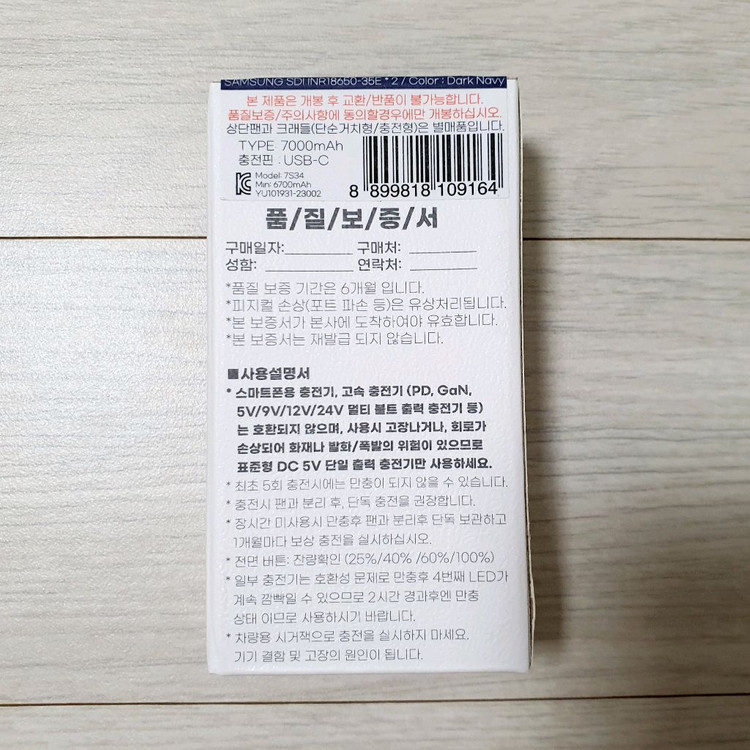 SAMSUNG SDI INR18650-35E * 2 / Color : Dark Navy
본 제품은 개봉 후 교환/반품이 불가능합니다.
품질보증/주의사항에 동의할경우에만 개봉하십시오.
상단팬과 크래들(단순거치형/충전형)은 별매품입니다.
TYPE 7000mAh
충전핀 : USB-C
Model: 7S34
Min: 6700mAh
YU101931-23002
8 899818 109164
품/질/보/증/서
구매일자:________ 구매처: ________
성함: ________ 연락처: ________
*품질 보증 기간은 6개월 입니다.
*피지컬 손상(포트 파손 등)은 유상처리됩니다.
*본 보증서가 본사에 도착하여야 유효합니다.
*본 보증서는 재발급 되지 않습니다.
■사용설명서
* 스마트폰용 충전기, 고속 충전기 (PD, GaN,
5V/9V/12V/24V 멀티 볼트 출력 충전기 등)
는 호환되지 않으며, 사용시 고장나거나, 회로가
손상되어 화재나 발화/폭발의 위험이 있으므로
표준형 DC 5V 단일 출력 충전기만 사용하세요.
* 최초 5회 충전시에는 만충이 되지 않을 수 있습니다.
* 충전시 팬과 분리 후, 단독 충전을 권장합니다.
* 장시간 미사용시 만충후 팬과 분리후 단독 보관하고
1개월마다 보상 충전을 실시하십시오.
* 전면 버튼: 잔량확인 (25%/40% /60%/100%)
* 일부 충전기는 호환성 문제로 만충후 4번째 LED가
계속 깜빡일 수 있으므로 2시간 경과후엔 만충
상태 이므로 사용하시기 바랍니다.
* 차량용 시거잭으로 충전을 실시하지 마세요.
기기 결함 및 고장의 원인이 됩니다.